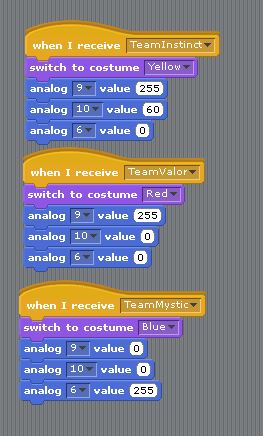 when I receive TeamInstinct
switch to costume Yellow
analog 9 value 255
analog 10 value 60
analog 6 value 0
when I receive TeamValor
switch to costume Red
analog 9 value 255
analog 10 value 0
analog 6 value 0
when I receive TeamMystic
switch to costume Blue
analog 9 value 0
analog 10 value 0
analog 6 value 255